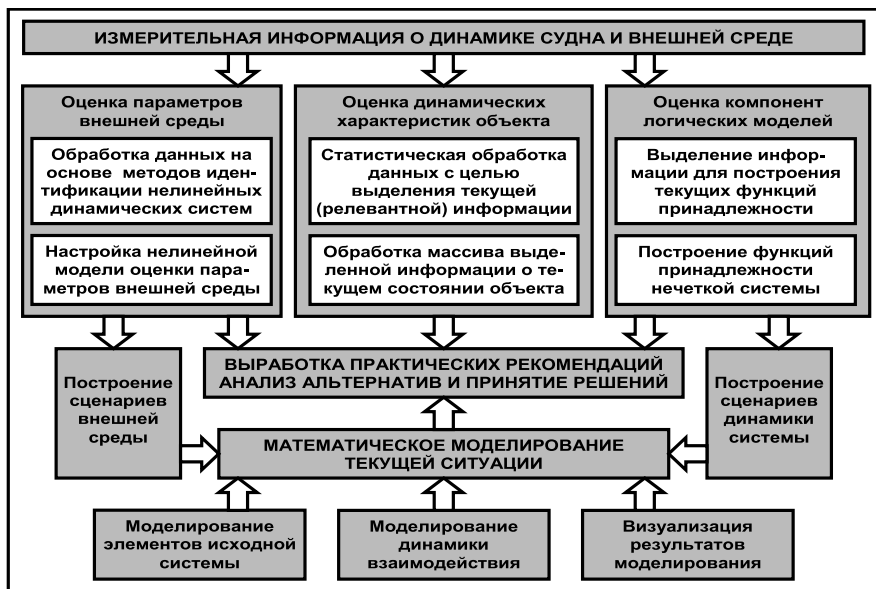 ИЗМЕРИТЕЛЬНАЯ ИНФОРМАЦИЯ О ДИНАМИКЕ СУДНА И ВНЕШНЕЙ СРЕДЕ
Оценка параметров
внешней среды
Обработка данных на
основе методов иден-
тификации нелинейных
динамических систем
Настройка нелинейной
модели оценки пара-
метров внешней среды
Оценка динамических
характеристик объекта
Статистическая обработка
данных с целью
выделения текущей
(релевантной) информации
Обработка массива выде-
ленной информации о те-
кущем состоянии объекта
Оценка компонент
логических моделей
Выделение инфор-
мации для построения
текущих функций
принадлежности
Построение функций
принадлежности
нечеткой системы
Построение
сценариев
внешней
среды
ВЫРАБОТКА ПРАКТИЧЕСКИХ РЕКОМЕНДАЦИЙ
АНАЛИЗ АЛЬТЕРНАТИВ И ПРИНЯТИЕ РЕШЕНИЙ
Построение
сценариев
динамики
системы
МАТЕМАТИЧЕСКОЕ МОДЕЛИРОВАНИЕ
ТЕКУЩЕЙ СИТУАЦИИ
Моделирование
элементов исходной
системы
Моделирование
динамики
взаимодействия
Визуализация
результатов
моделирования